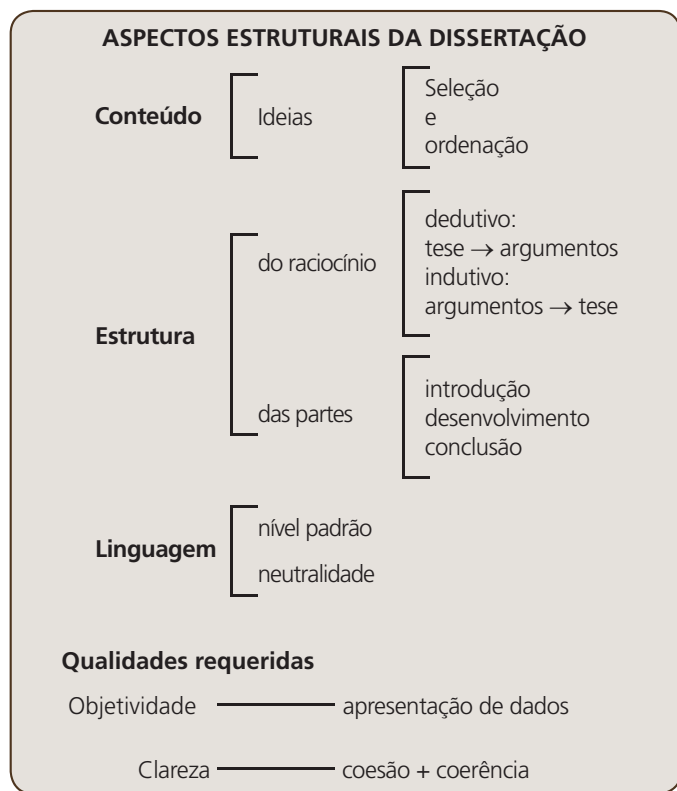 ASPECTOS ESTRUTURAIS DA DISSERTAÇÃO
Conteúdo
Ideias
Seleção
e
ordenação
Estrutura
do raciocínio
dedutivo:
tese → argumentos
indutivo:
argumentos → tese
das partes
introdução
desenvolvimento
conclusão
Linguagem
nível padrão
neutralidade
Qualidades requeridas
Objetividade apresentação de dados
Clareza coesão + coerência